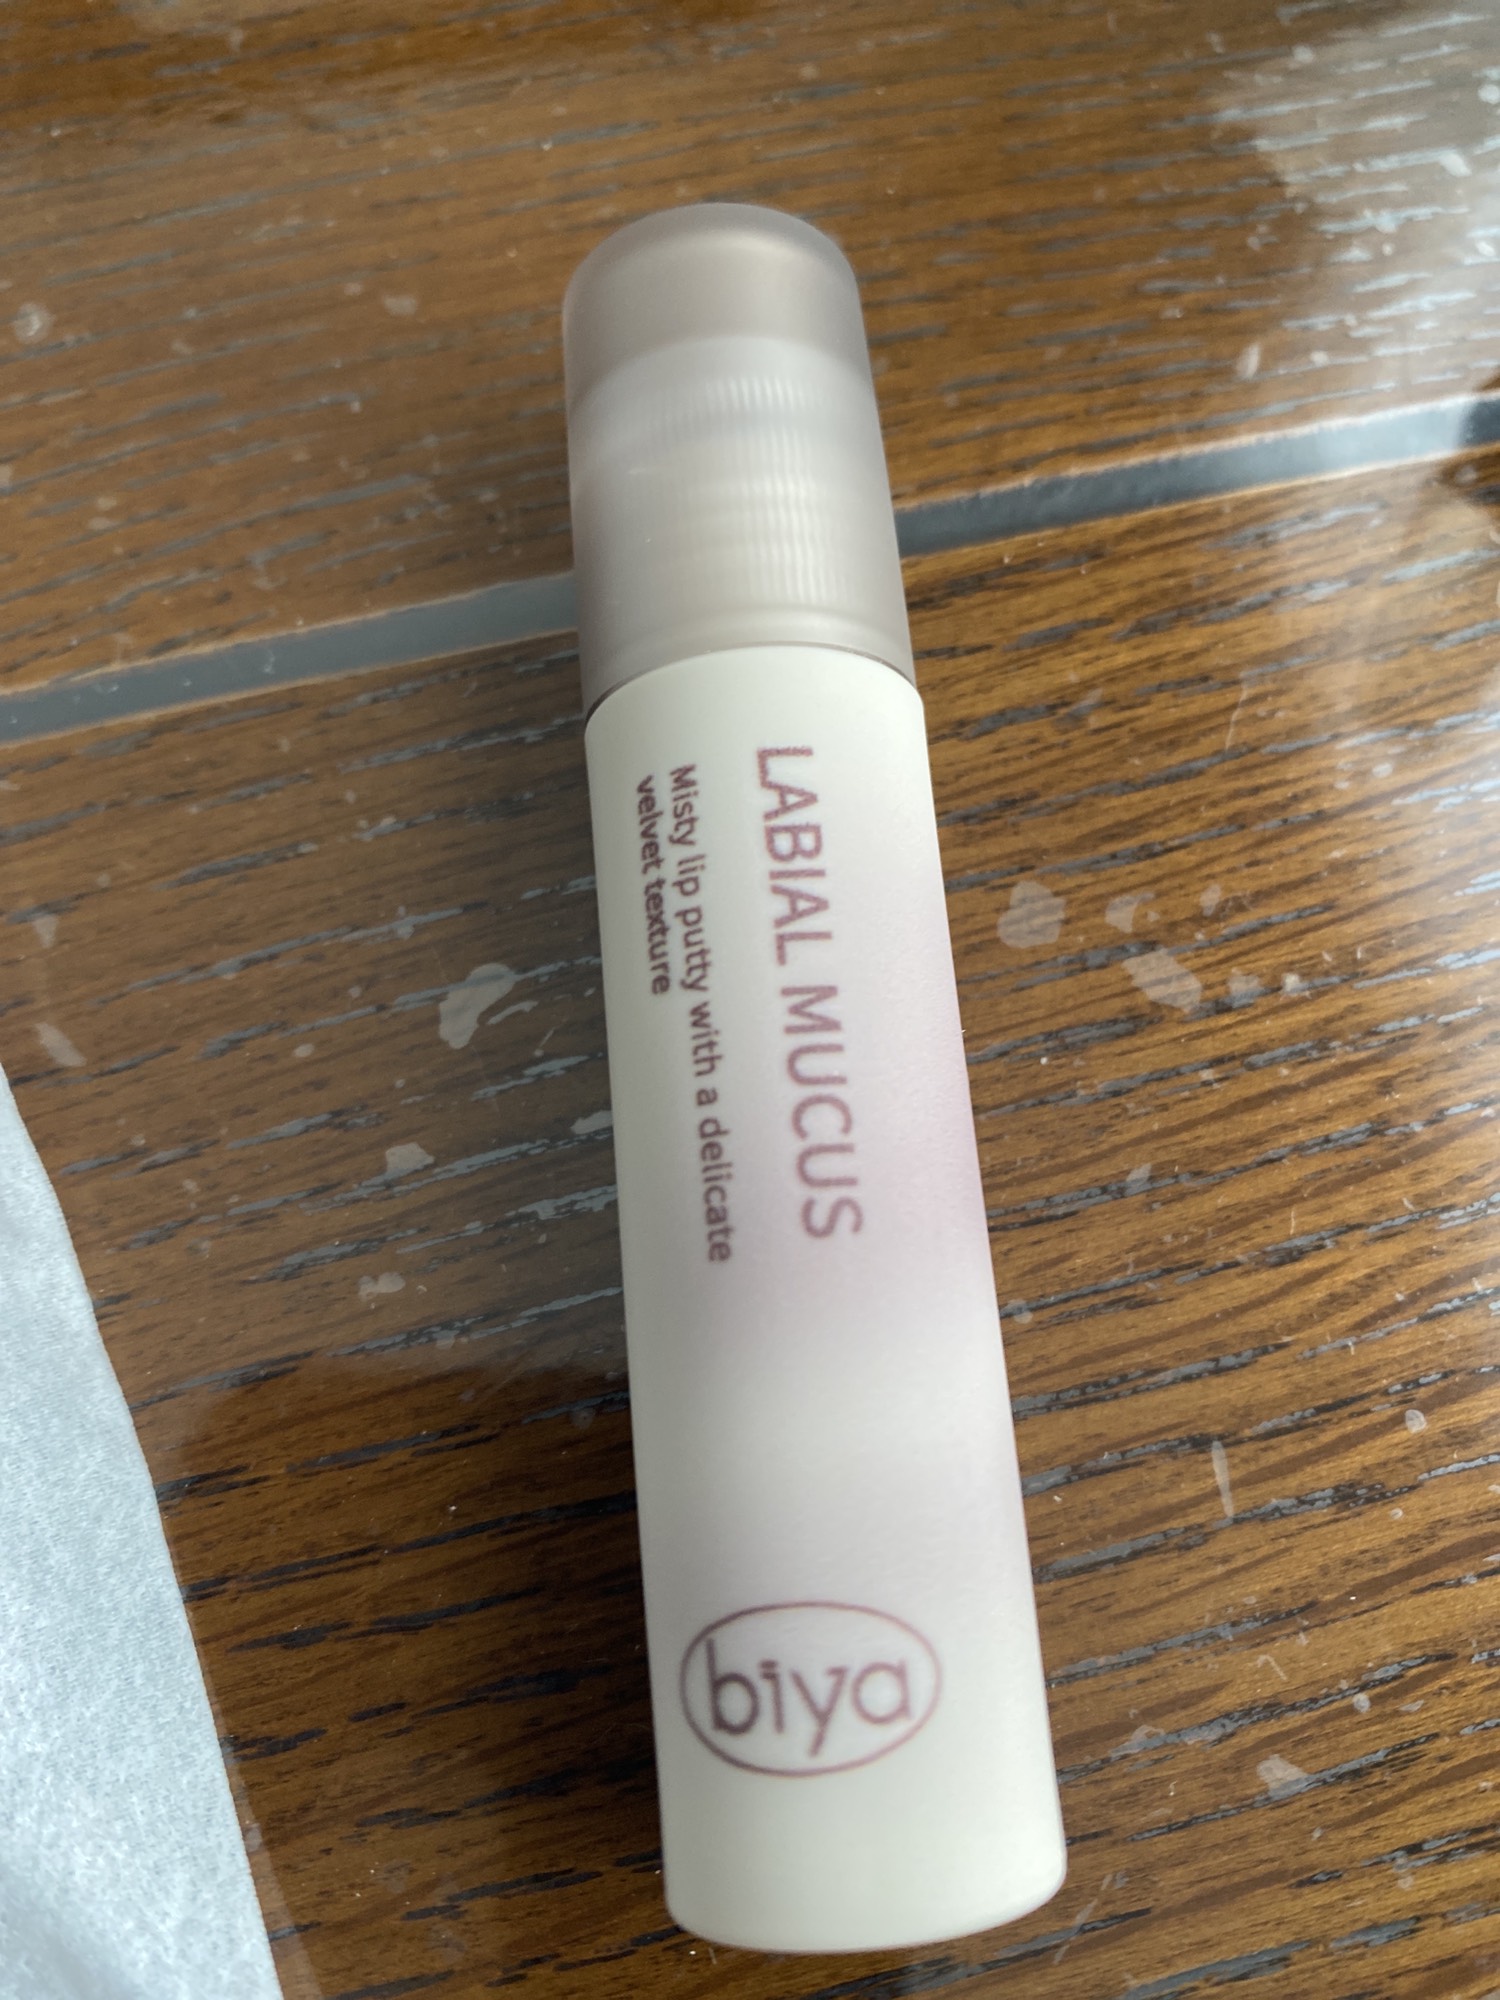 LABIAL MUCUS
Misty lip putty with a delicate
velvet texture
biya